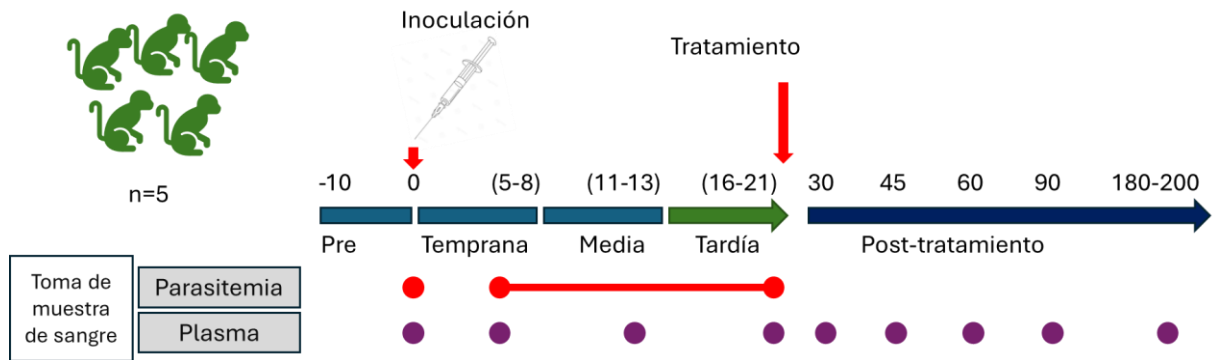 Inoculación
Tratamiento
n=5
-10 0 (5-8) (11-13) (16-21) 30 45 60 90 180-200
Pre Temprana Media Tardía Post-tratamiento
Toma de
muestra
de sangre
Parasitemia
Plasma